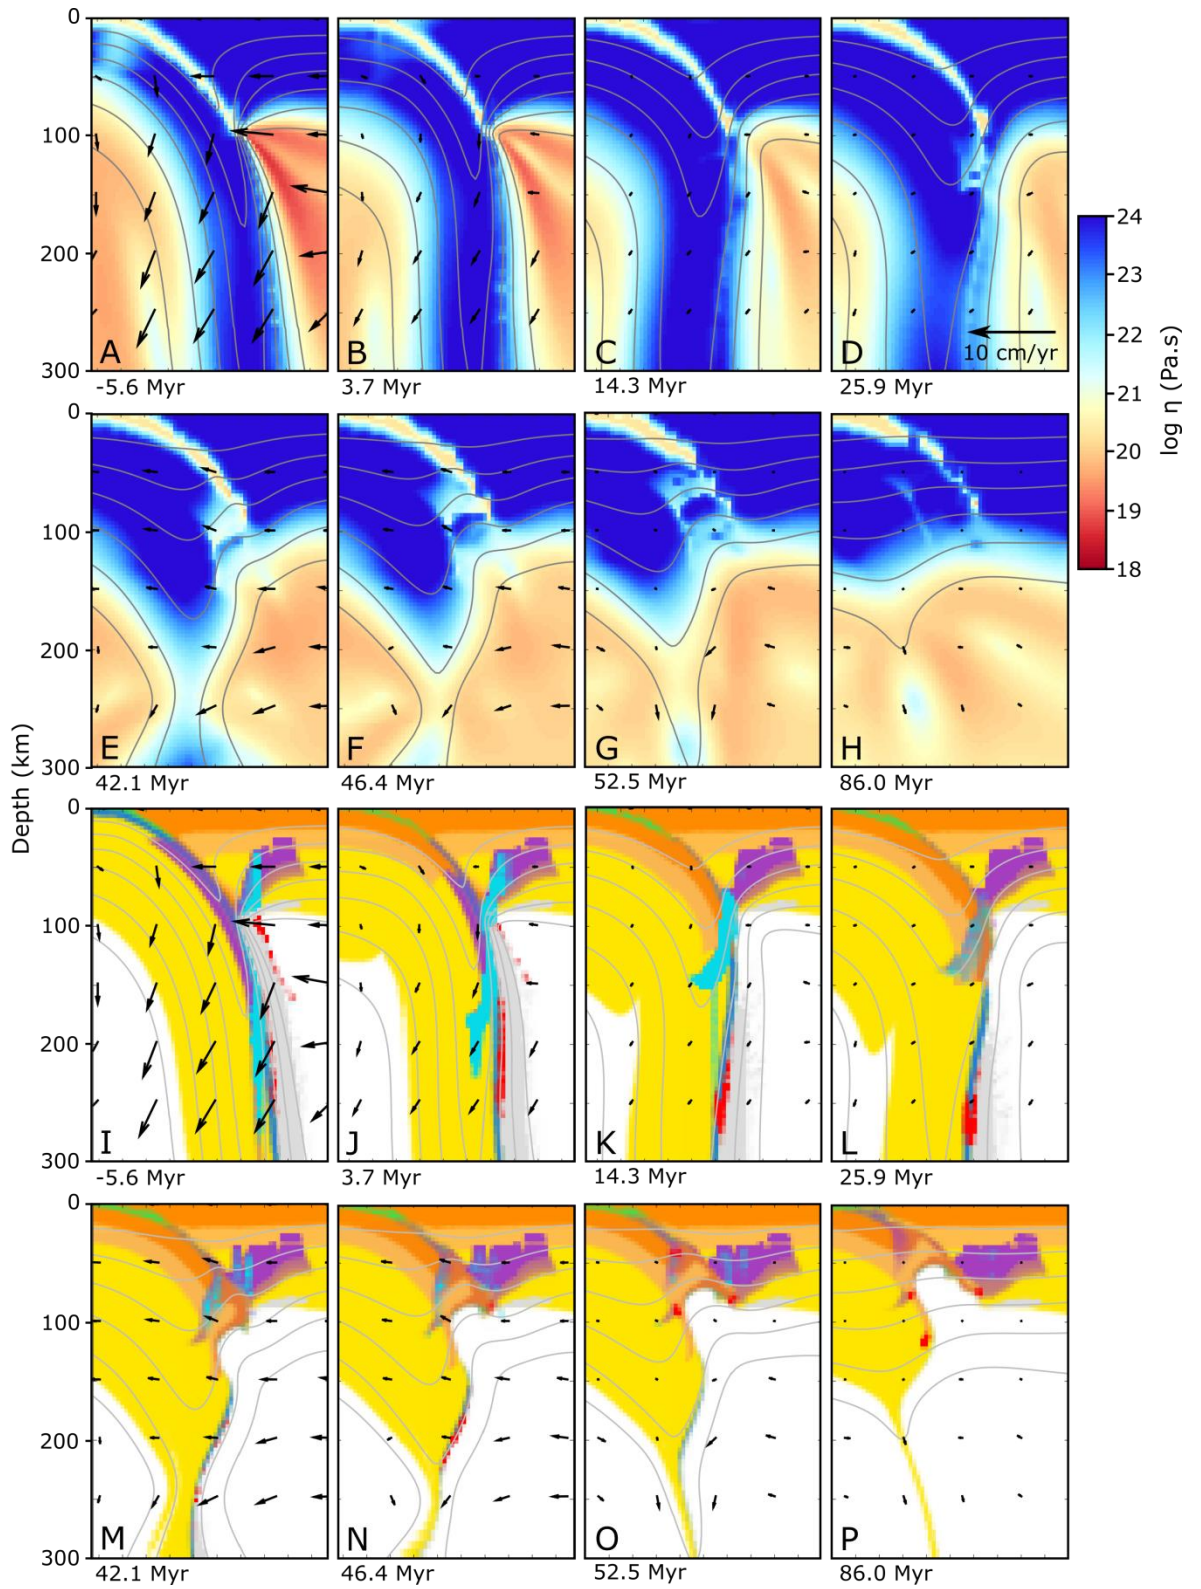 0
100
200
300
A
B
C
D
10 cm/yr
-5.6 Myr
3.7 Myr
14.3 Myr
25.9 Myr
24
23
22
21
20
19
18
log η (Pa.s)
0
100
200
300
E
F
G
H
42.1 Myr
46.4 Myr
52.5 Myr
86.0 Myr
Depth (km)
0
100
200
300
I
J
K
L
-5.6 Myr
3.7 Myr
14.3 Myr
25.9 Myr
0
100
200
300
M
N
O
P
42.1 Myr
46.4 Myr
52.5 Myr
86.0 Myr